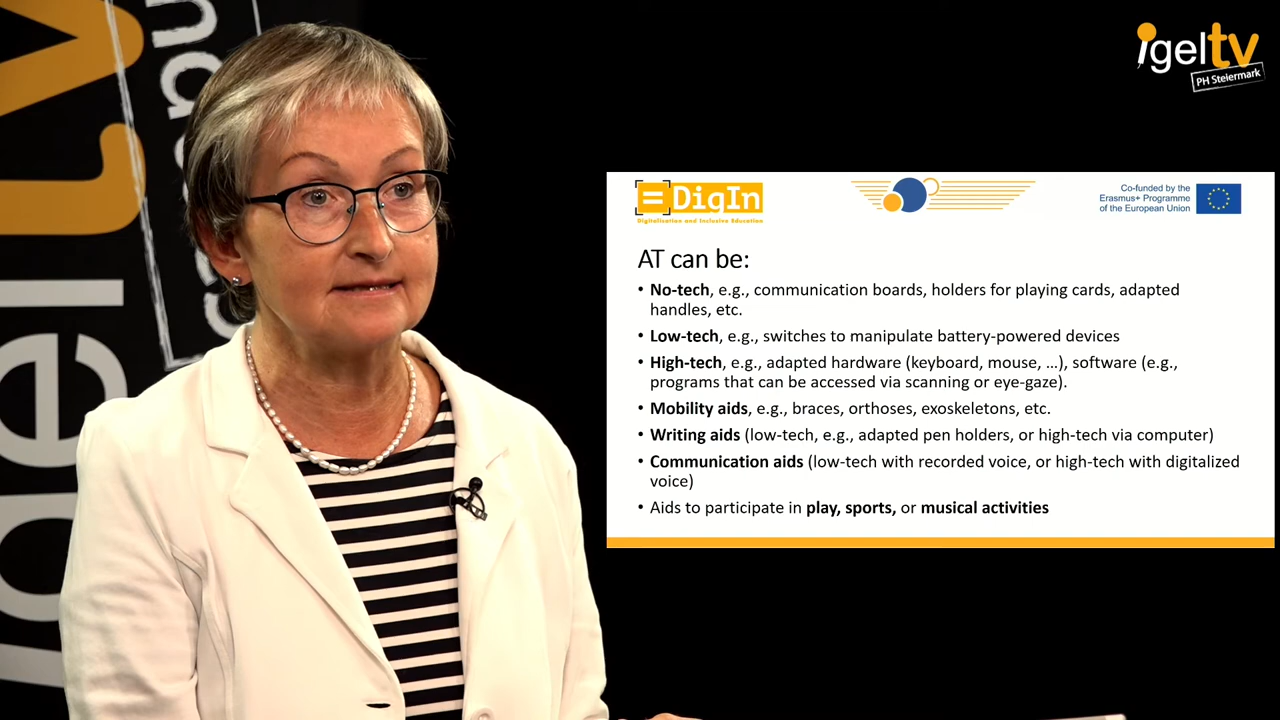 igeltv
PH Steiermark
=DigIn
Digitalisation and Inclusive Education
Co-funded by the
Erasmus+ Programme
of the European Union
AT can be:
• No-tech, e.g., communication boards, holders for playing cards, adapted
handles, etc.
• Low-tech, e.g., switches to manipulate battery-powered devices
• High-tech, e.g., adapted hardware (keyboard, mouse, ...), software (e.g.,
programs that can be accessed via scanning or eye-gaze).
• Mobility aids, e.g., braces, orthoses, exoskeletons, etc.
• Writing aids (low-tech, e.g., adapted pen holders, or high-tech via computer)
• Communication aids (low-tech with recorded voice, or high-tech with digitalized
voice)
• Aids to participate in play, sports, or musical activities